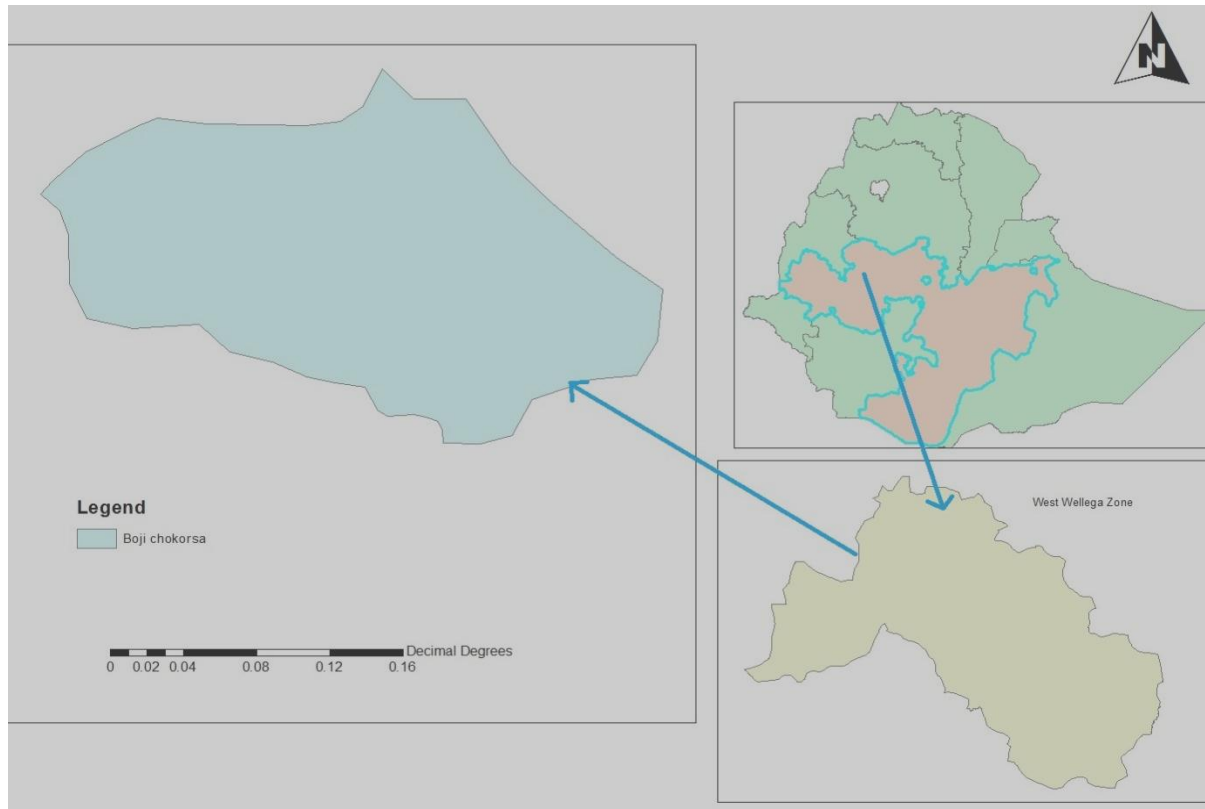 N
West Wellega Zone
Legend
Boji chokorsa
Decimal Degrees
0 0.02 0.04 0.08 0.12 0.16